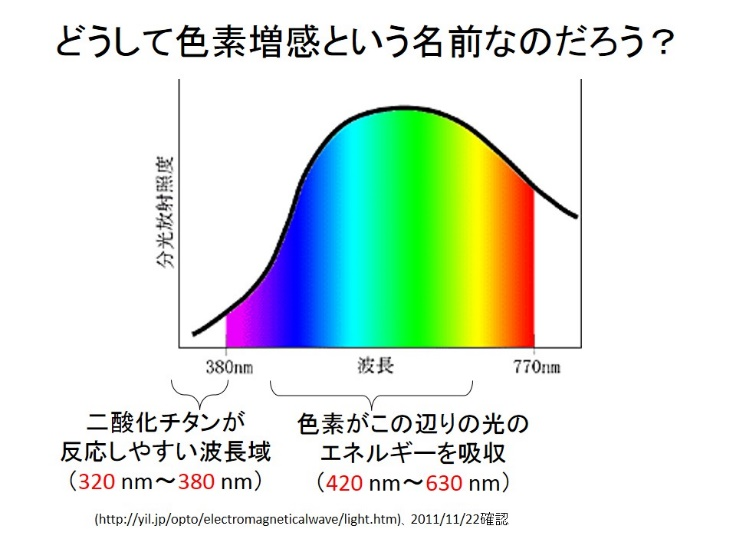 どうして色素増感という名前なのだろう？
分光放射照度
380nm
波長
770nm
二酸化チタンが
反応しやすい波長域
（320 nm～380 nm）
色素がこの辺りの光の
エネルギーを吸収
（420 nm～630 nm）
(http://yil.jp/opto/electromagneticalwave/light.htm)、2011/11/22確認